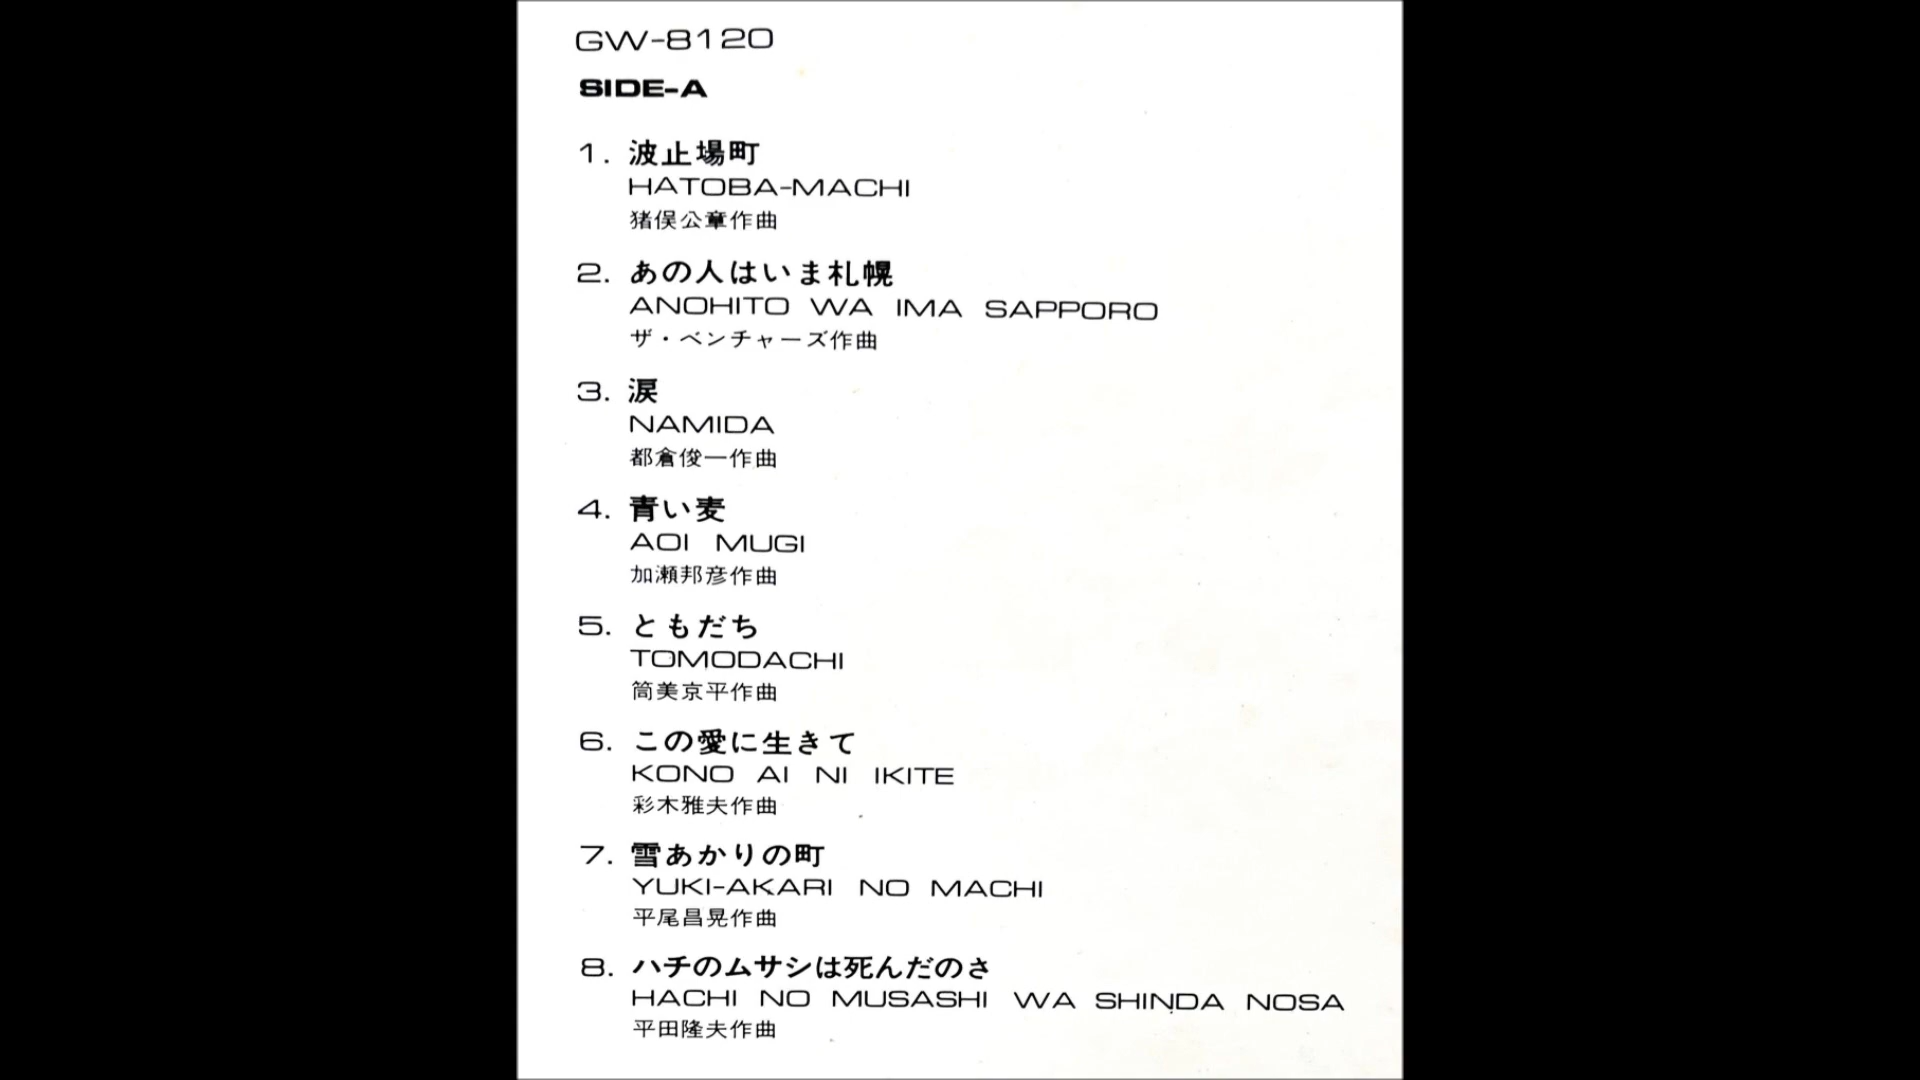 GW-8120
SIDE-A
1. 波止場町
HATOBA-MACHI
猪俣公章作曲
2. あの人はいま札幌
ANOHITO WA IMA SAPPORO
ザ・ベンチャーズ作曲
3. 涙
NAMIDA
都倉俊一作曲
4. 青い麦
AOI MUGI
加瀬邦彦作曲
5. ともだち
TOMODACHI
筒美京平作曲
6. この愛に生きて
KONO AI NI IKITE
彩木雅夫作曲
7. 雪あかりの町
YUKI-AKARI NO MACHI
平尾昌晃作曲
8. ハチのムサシは死んだのさ
HACHI NO MUSASHI WA SHINDA NOSA
平田隆夫作曲